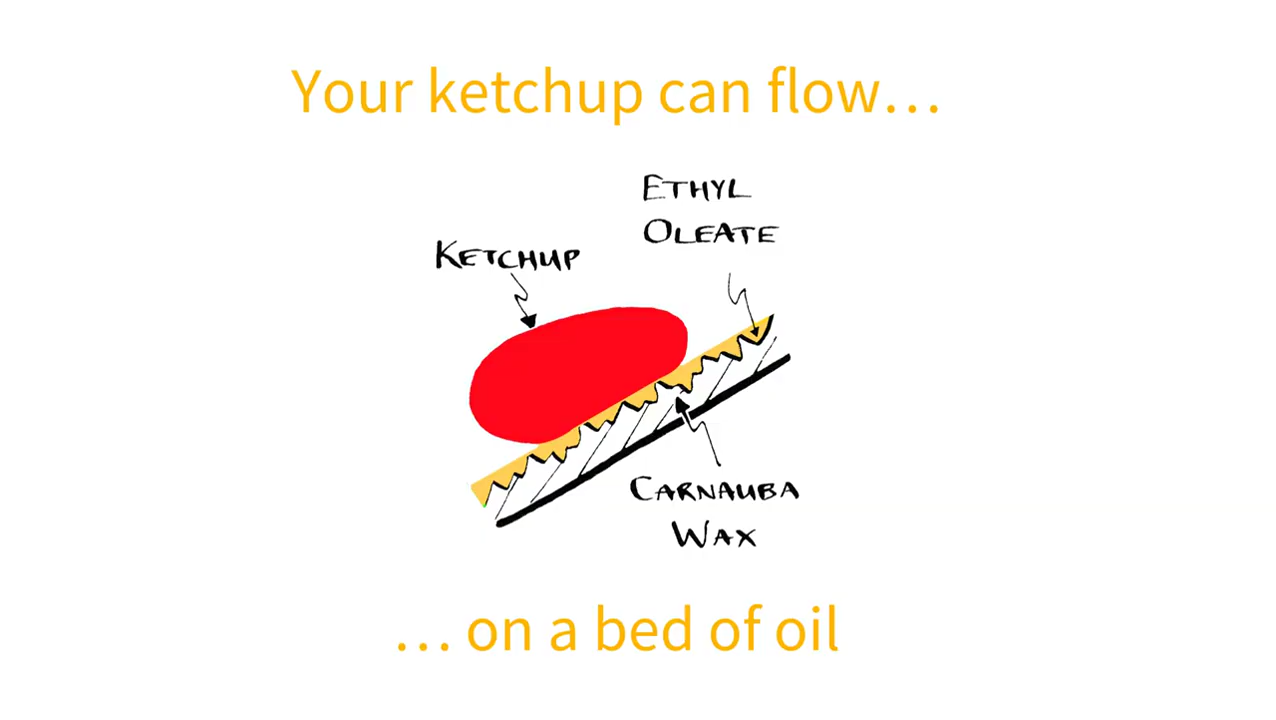 Your ketchup can flow…
ETHYL
OLEATE
KETCHUP
CARNAUBA
WAX
… on a bed of oil